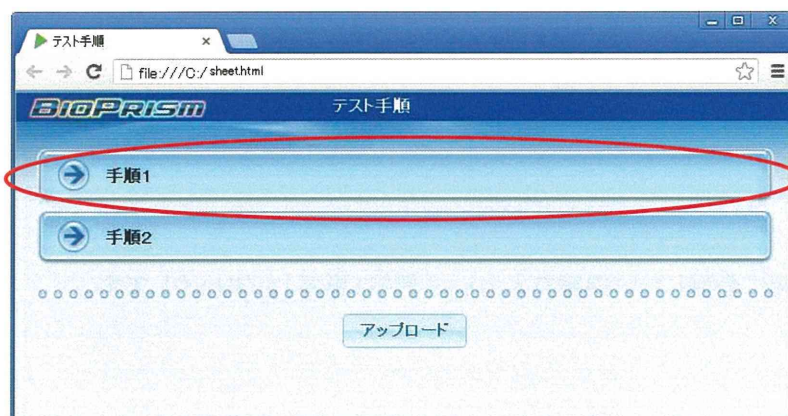 テスト手順
file:///C:/sheet.html
BIOPRISM テスト手順
手順1
手順2
アップロード